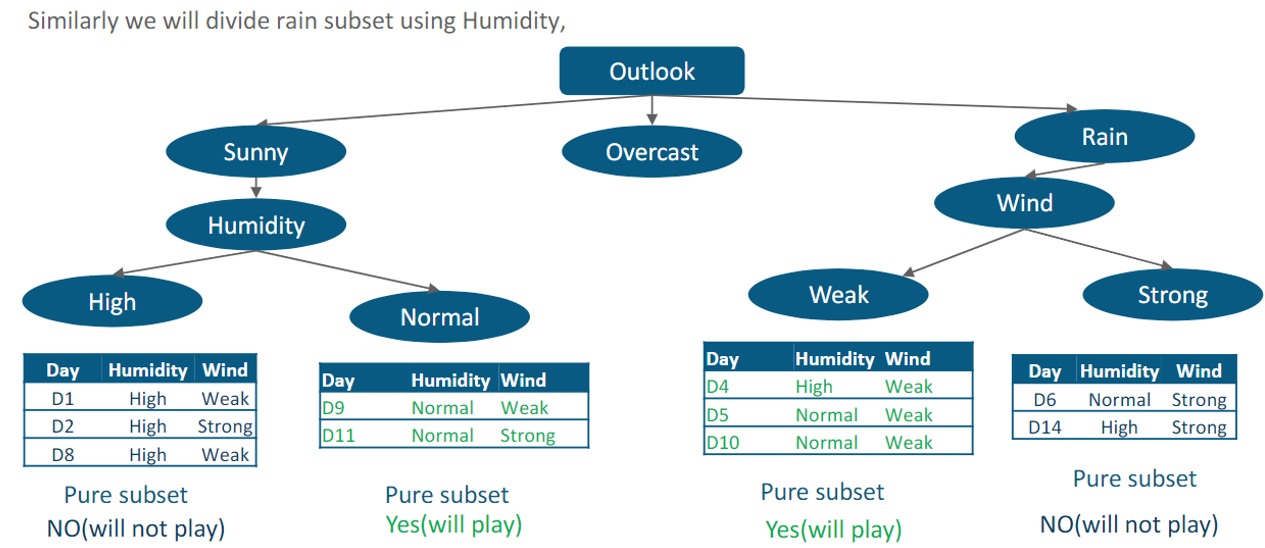 Similarly we will divide rain subset using Humidity,
Outlook
Sunny
Overcast
Rain
Humidity
Wind
High
Normal
Weak
Strong
Day Humidity Wind
D1 High Weak
D2 High Strong
D8 High Weak
Pure subset
NO(will not play)
Day Humidity Wind
D9 Normal Weak
D11 Normal Strong
Pure subset
Yes(will play)
Day Humidity Wind
D4 High Weak
D5 Normal Weak
D10 Normal Weak
Pure subset
Yes(will play)
Day Humidity Wind
D6 Normal Strong
D14 High Strong
Pure subset
NO(will not play)